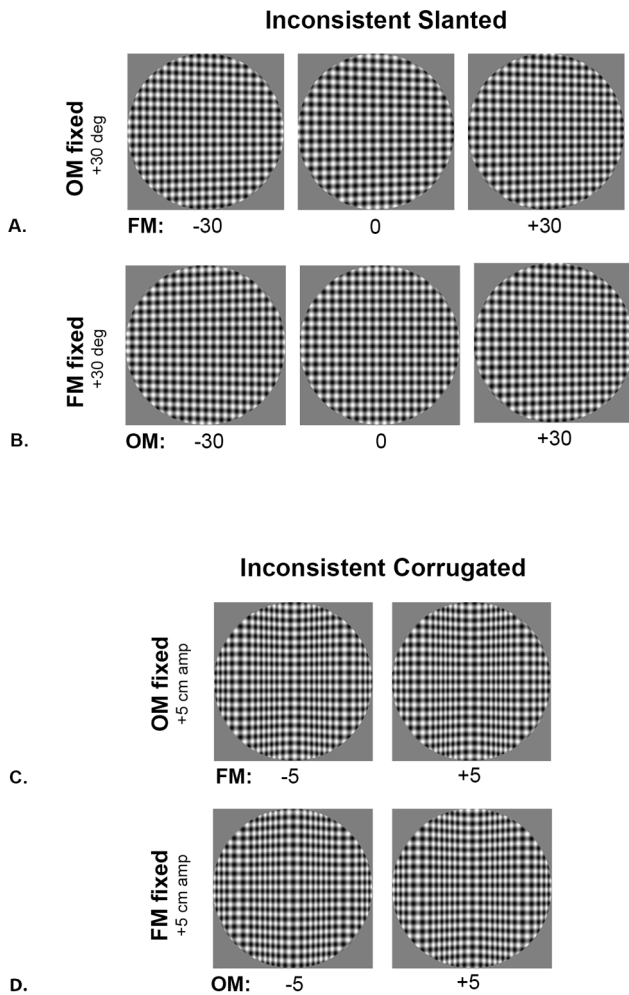 Inconsistent Slanted
OM fixed
+30 deg
A.
FM: -30 0 +30
FM fixed
+30 deg
B.
OM: -30 0 +30
Inconsistent Corrugated
OM fixed
+5 cm amp
C.
FM: -5 +5
FM fixed
+5 cm amp
D.
OM: -5 +5